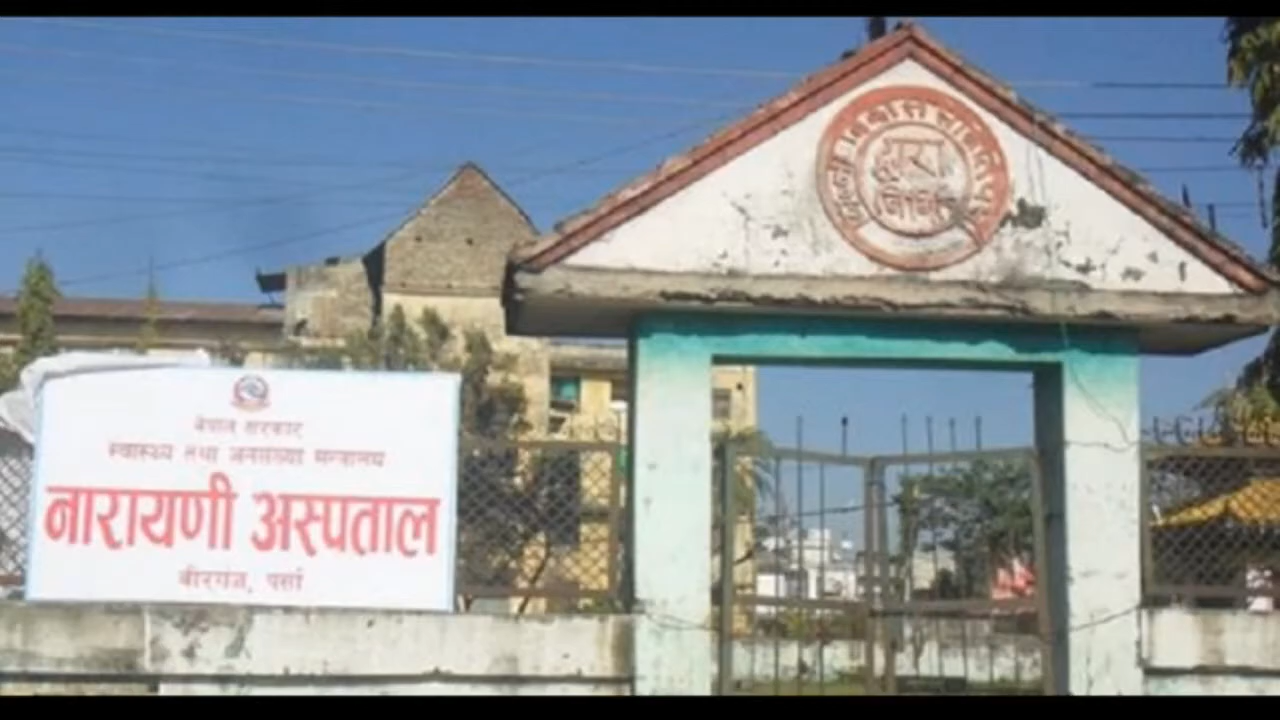 नेपाल सरकार
स्वास्थ्य तथा जनसंख्या मन्त्रालय
नारायणी अस्पताल
वीरगंज, पर्सा
द्वारा